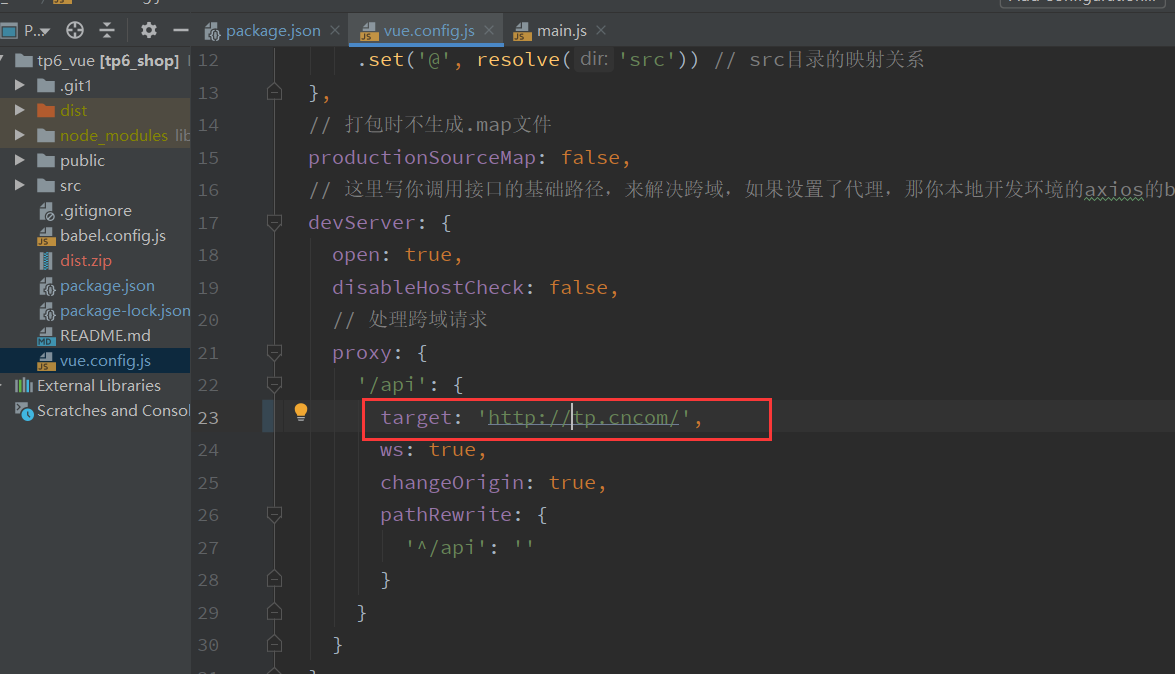 P..
package.json
vue.config.js
main.js
tp6_vue [tp6_shop]
.git1
dist
node_modules lib
public
src
.gitignore
babel.config.js
dist.zip
package.json
package-lock.json
README.md
vue.config.js
External Libraries
Scratches and Consol
12 .set('@', resolve( dir: 'src')) // src目录的映射关系
13 },
14 // 打包时不生成.map文件
15 productionSourceMap: false,
16 // 这里写你调用接口的基础路径，来解决跨域，如果设置了代理，那你本地开发环境的axios的b
17 devServer: {
18 open: true,
19 disableHostCheck: false,
20 // 处理跨域请求
21 proxy: {
22 '/api': {
23 target: 'http://tp.cncom/',
24 ws: true,
25 changeOrigin: true,
26 pathRewrite: {
27 '^/api': ''
28 }
29 }
30 }